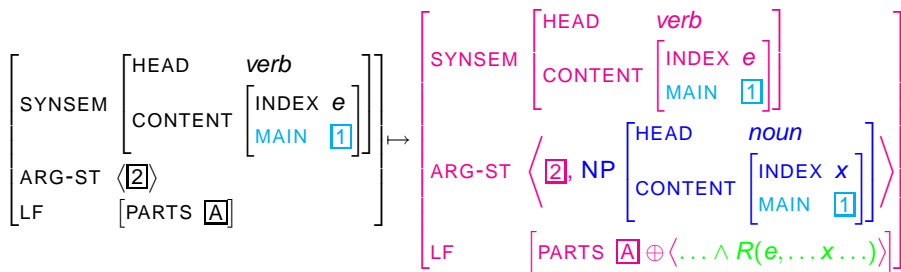 SYNSEM [HEAD verb
CONTENT [INDEX e
MAIN 1]]
ARG-ST ⟨2⟩
LF [PARTS A]
↦
SYNSEM [HEAD verb
CONTENT [INDEX e
MAIN 1]]
ARG-ST ⟨2, NP [HEAD noun
CONTENT [INDEX x
MAIN 1]]⟩
LF [PARTS A ⊕ ⟨... ∧ R(e, ... x ...)⟩]